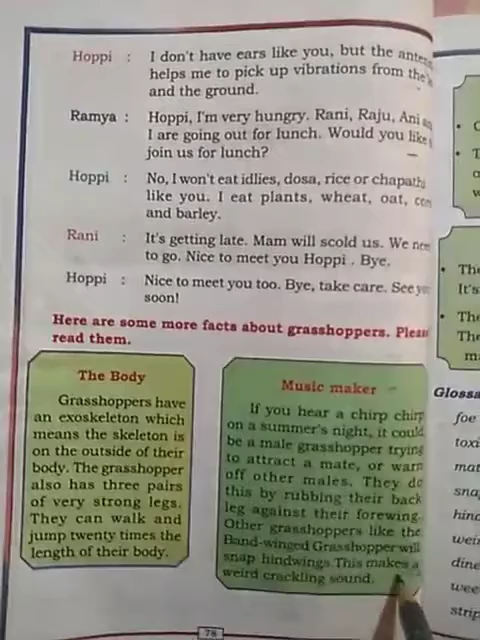 Hoppi : I don't have ears like you, but the
helps me to pick up vibrations from the
and the ground.
Ramya : Hoppi, I'm very hungry. Rani, Raju,
I are going out for lunch. Would you like
join us for lunch?
Hoppi : No, I won't eat idlies, dosa, rice or
like you. I eat plants, wheat, oat,
and barley.
Rani : It's getting late. Mam will scold us. We
to go. Nice to meet you Hoppi . Bye.
Hoppi : Nice to meet you too. Bye, take care. See
soon!
Here are some more facts about grasshoppers.
read them.
The Body
Grasshoppers have
an exoskeleton which
means the skeleton is
on the outside of their
body. The grasshopper
also has three pairs
of very strong legs.
They can walk and
jump twenty times the
length of their body.
Music maker
If you hear a chirp chirp
on a summer's night, it could
be a male grasshopper trying
to attract a mate, or warn
off other males. They do
this by rubbing their back
leg against their forewing.
Other grasshoppers like the
Band-winged Grasshopper will
snap hindwings.This makes a
weird crackling sound.
The
It's
The
The
foe
78